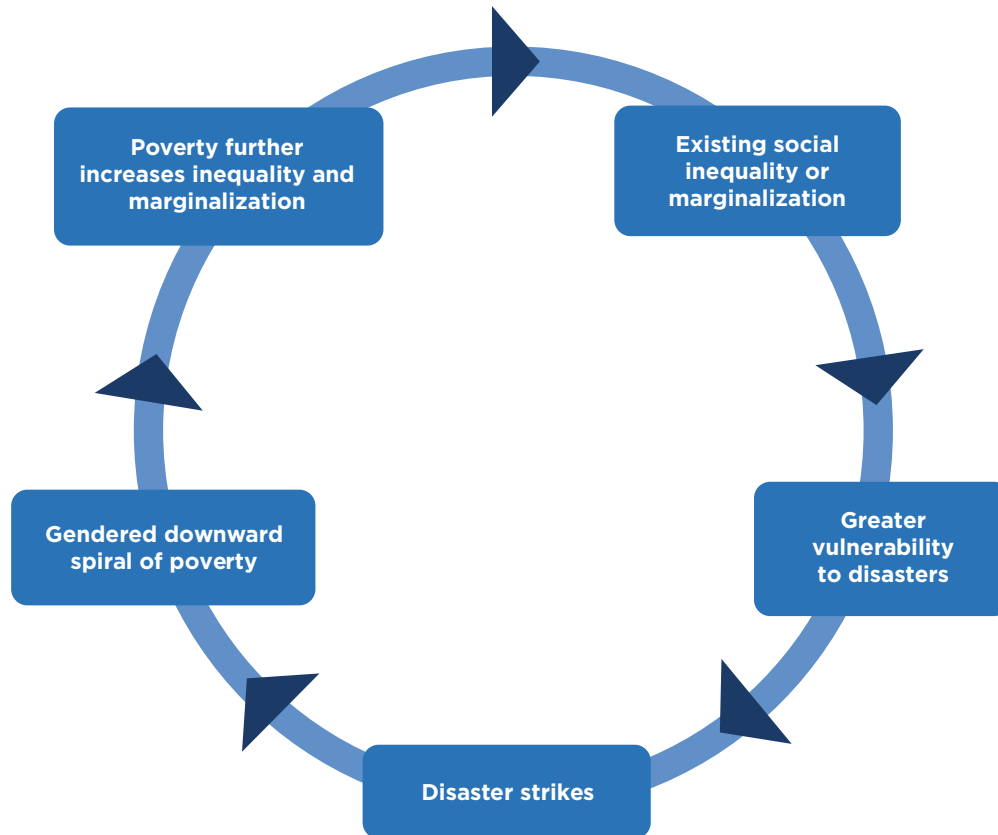 Poverty further
increases inequality and
marginalization
Existing social
inequality or
marginalization
Gendered downward
spiral of poverty
Greater
vulnerability
to disasters
Disaster strikes